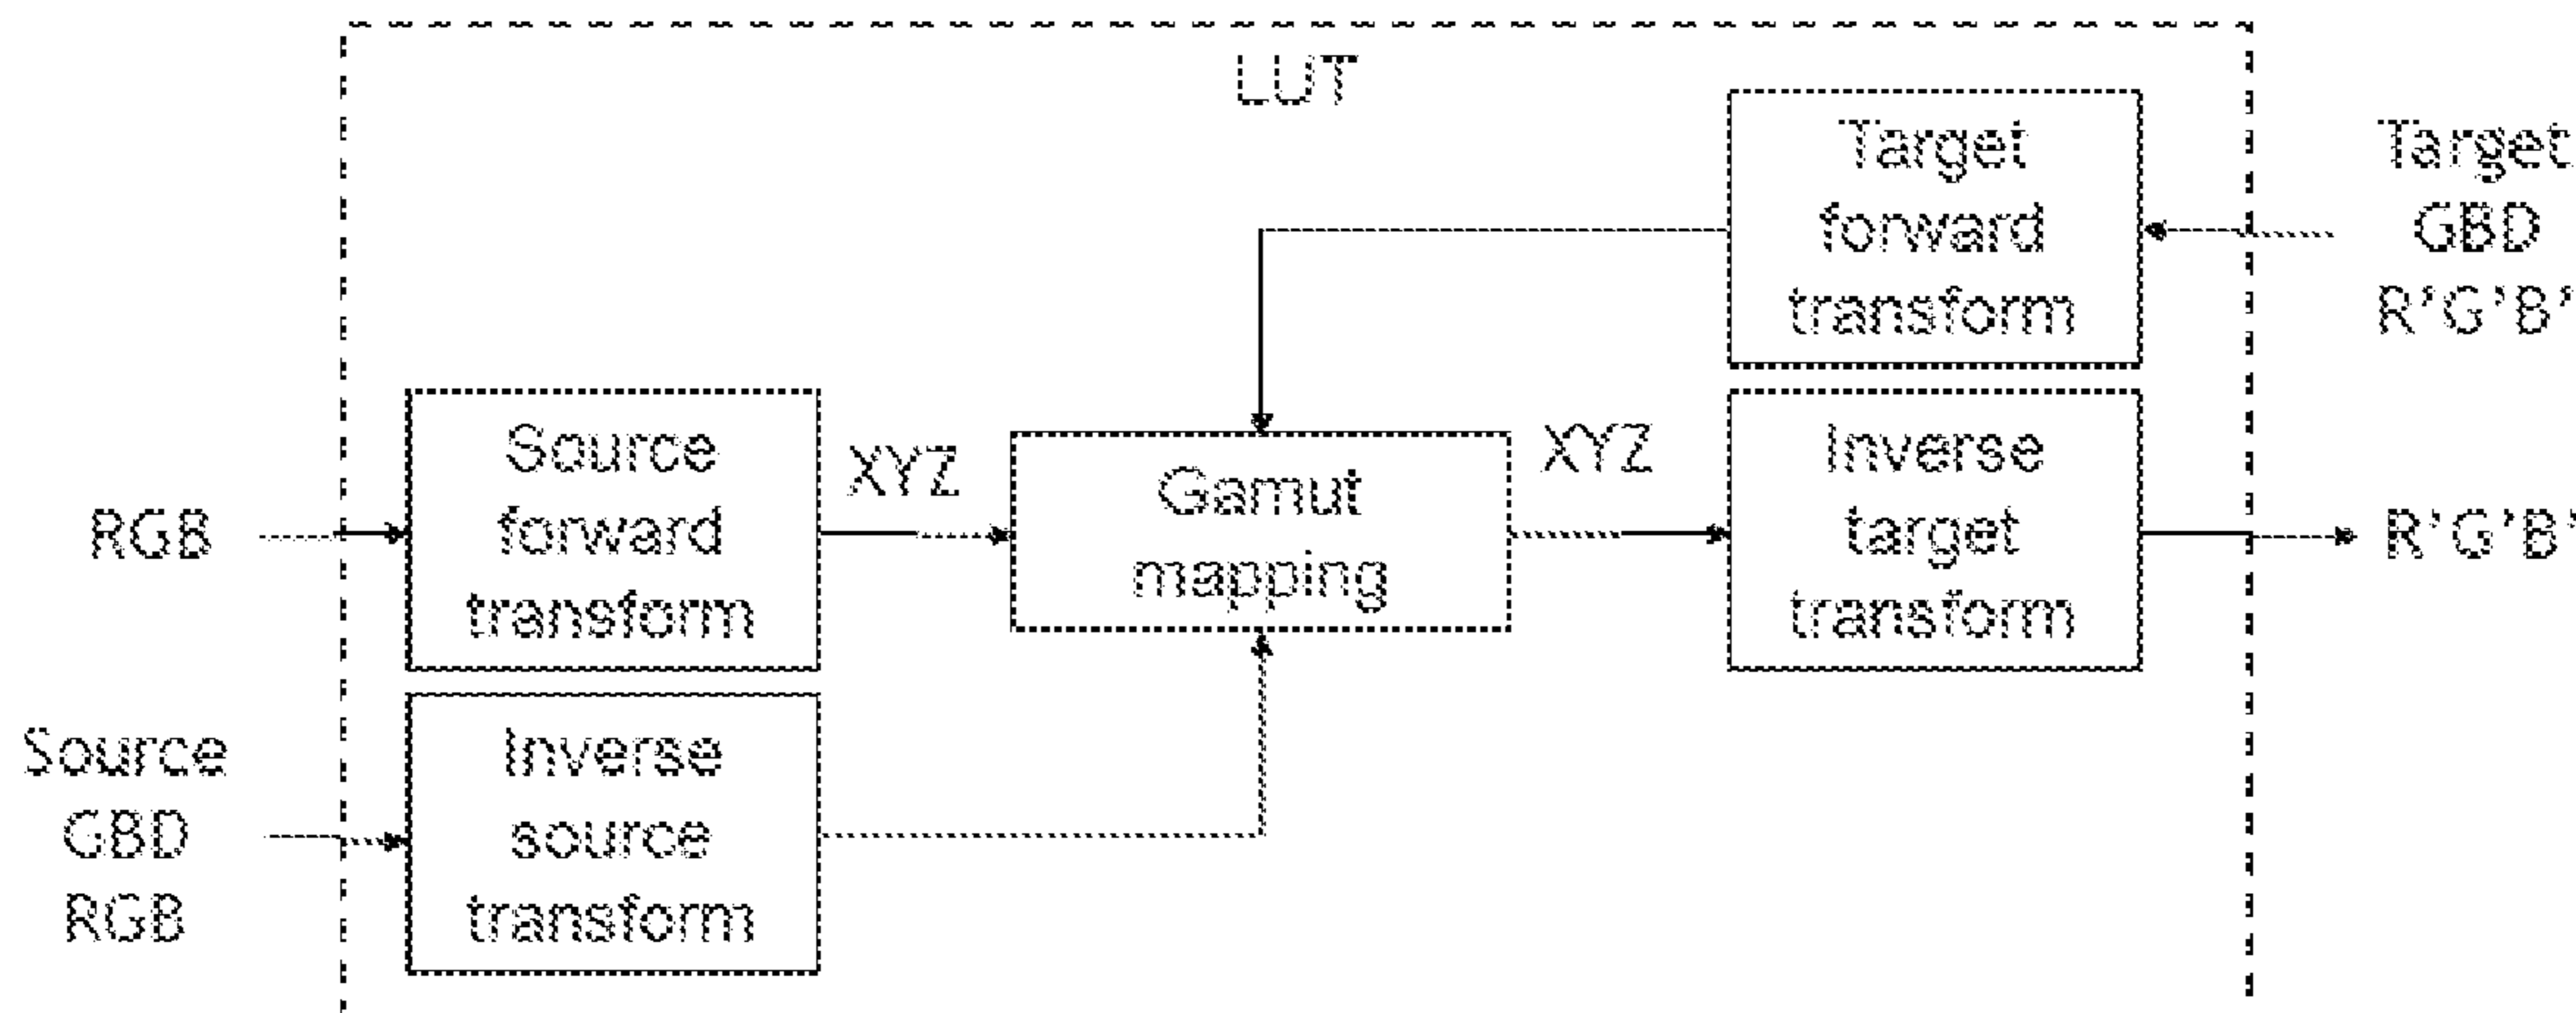 LUT
Target
forward
transform
Target
GBD
R'G'B'
RGB
Source
forward
transform
XYZ
Gamut
mapping
XYZ
Inverse
target
transform
R'G'B'
Source
GBD
RGB
Inverse
source
transform